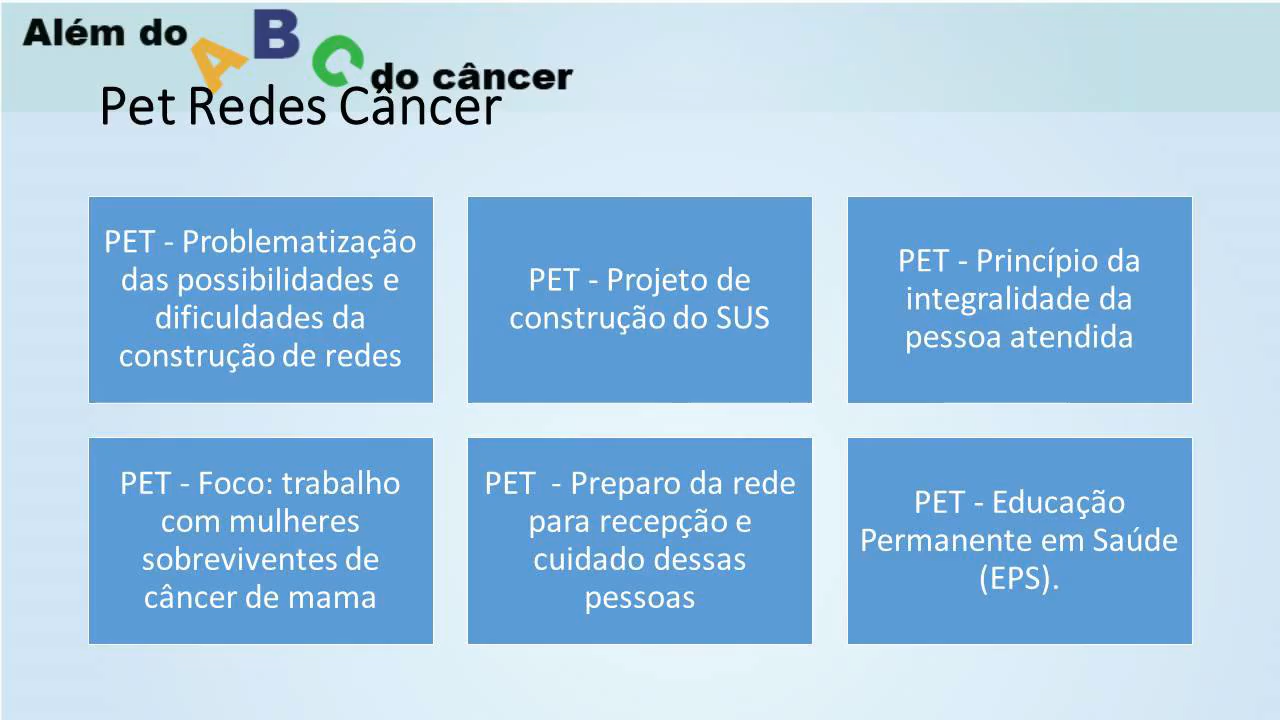 Além do A B C do câncer
Pet Redes Câncer
PET - Problematização
das possibilidades e
dificuldades da
construção de redes
PET - Projeto de
construção do SUS
PET - Princípio da
integralidade da
pessoa atendida
PET - Foco: trabalho
com mulheres
sobreviventes de
câncer de mama
PET - Preparo da rede
para recepção e
cuidado dessas
pessoas
PET - Educação
Permanente em Saúde
(EPS).